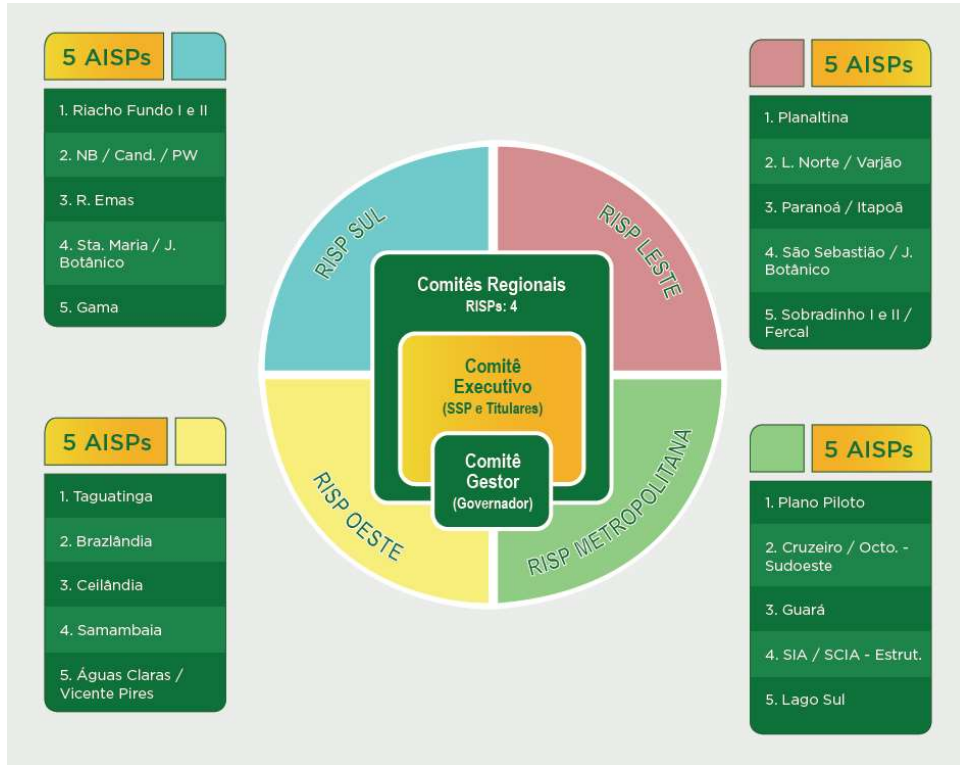 5 AISPs
1. Riacho Fundo I e II
2. NB / Cand. / PW
3. R. Emas
4. Sta. Maria / J.
Botânico
5. Gama
5 AISPs
1. Planaltina
2. L. Norte / Varjão
3. Paranoá / Itapoã
4. São Sebastião / J.
Botânico
5. Sobradinho I e II /
Fercal
RISP SUL
RISP LESTE
Comitês Regionais
RISPs: 4
Comitê
Executivo
(SSP e Titulares)
Comitê
Gestor
(Governador)
RISP OESTE
RISP METROPOLITANA
5 AISPs
1. Taguatinga
2. Brazlândia
3. Ceilândia
4. Samambaia
5. Águas Claras /
Vicente Pires
5 AISPs
1. Plano Piloto
2. Cruzeiro / Octo. -
Sudoeste
3. Guará
4. SIA / SCIA - Estrut.
5. Lago Sul